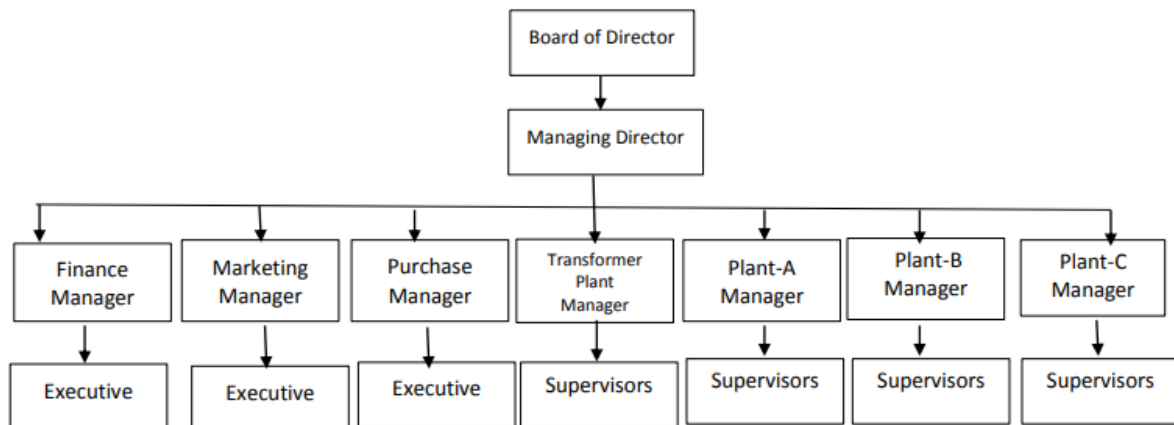 Board of Director
Managing Director
Finance
Manager
Marketing
Manager
Purchase
Manager
Transformer
Plant
Manager
Plant-A
Manager
Plant-B
Manager
Plant-C
Manager
Executive
Executive
Executive
Supervisors
Supervisors
Supervisors
Supervisors